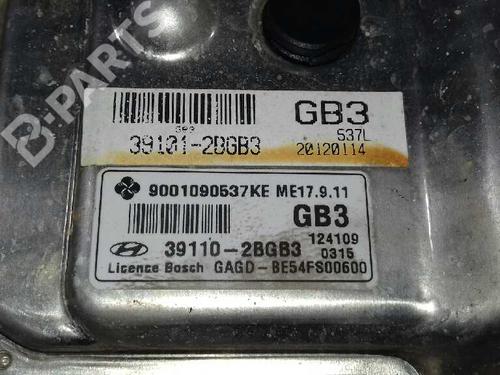 B-PARTS
GB3
GB3
537L
39101-2BGB3
20120114
9001090537KE ME17.9.11
GB3
39110-2BGB3
124109
0315
Licence Bosch GAGD-BE54FS00600